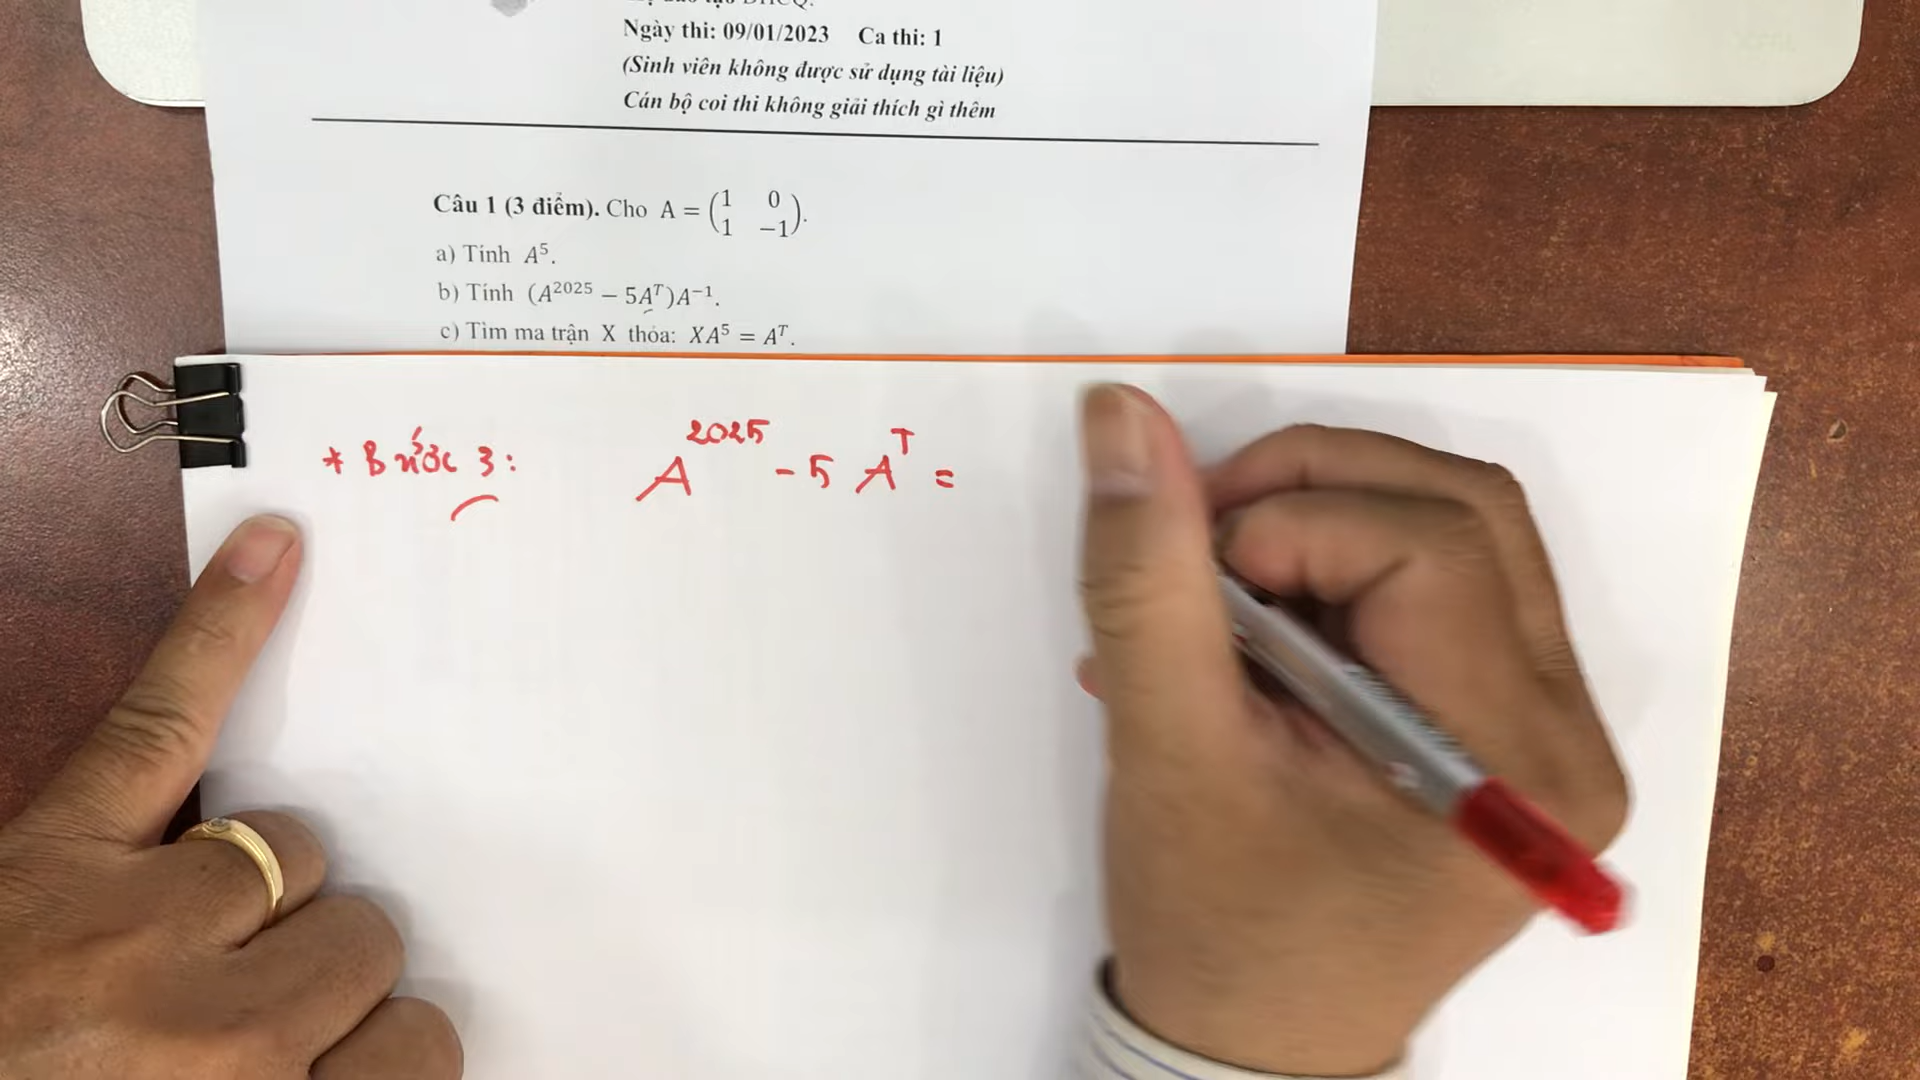 Ngày thi: 09/01/2023 Ca thi: 1
(Sinh viên không được sử dụng tài liệu)
Cán bộ coi thi không giải thích gì thêm
Câu 1 (3 điểm). Cho A = (1 0
1 −1).
a) Tính A⁵.
b) Tính (A²⁰²⁵ − 5Aᵀ)A⁻¹.
c) Tìm ma trận X thỏa: XA⁵ = Aᵀ.
* Bước 3: A²⁰²⁵ - 5 Aᵀ =